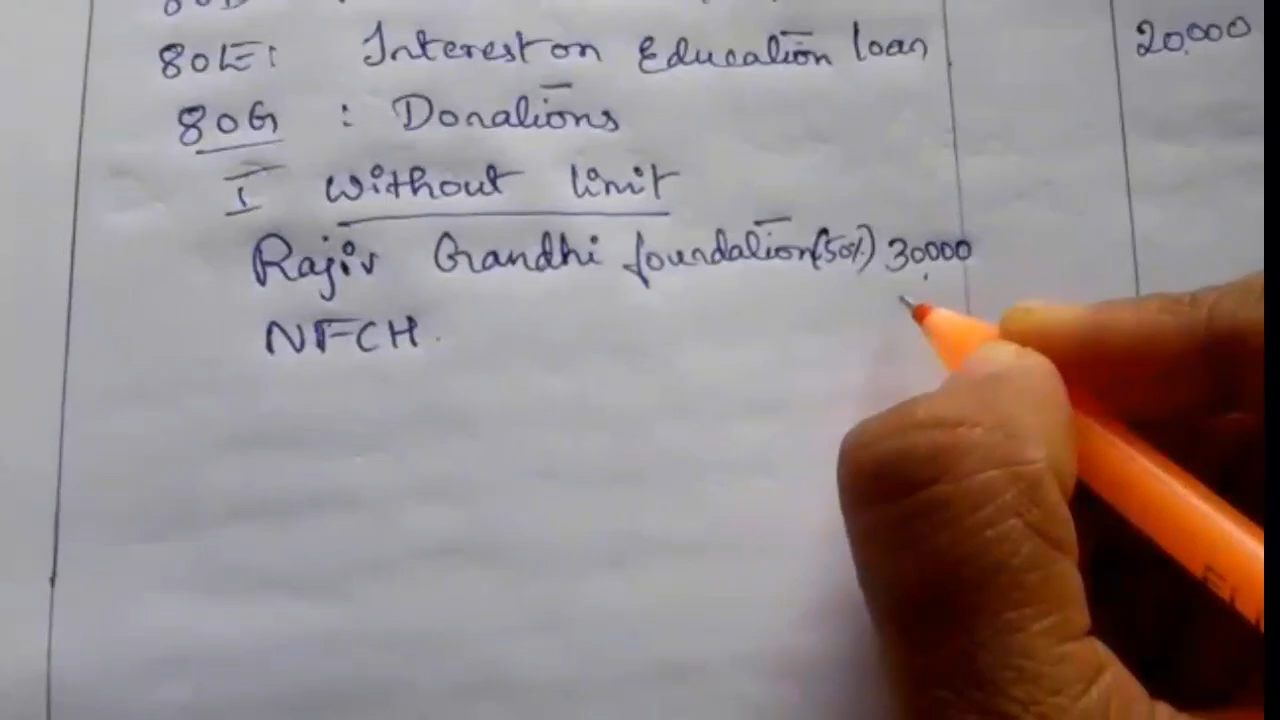 80E: Interest on Education loan 20,000
80G : Donations
I Without limit
Rajiv Gandhi foundation(50%) 30000
NFCH.